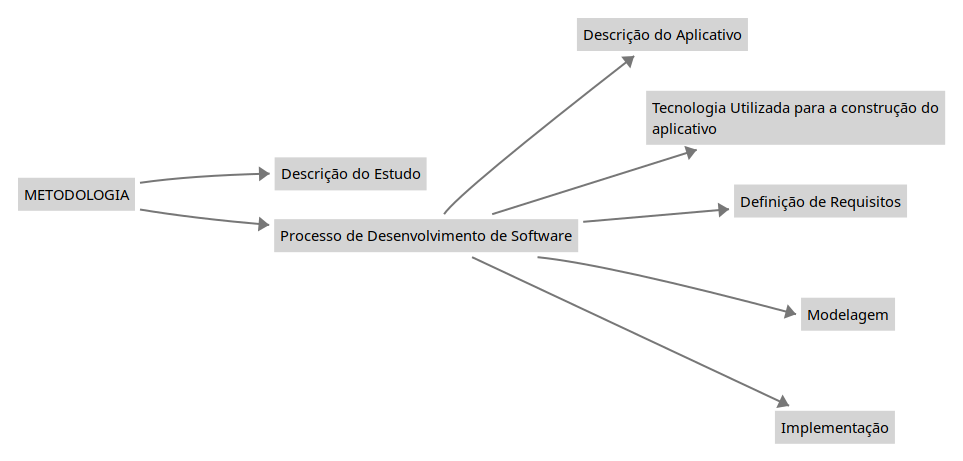 METODOLOGIA
Descrição do Estudo
Processo de Desenvolvimento de Software
Descrição do Aplicativo
Tecnologia Utilizada para a construção do
aplicativo
Definição de Requisitos
Modelagem
Implementação